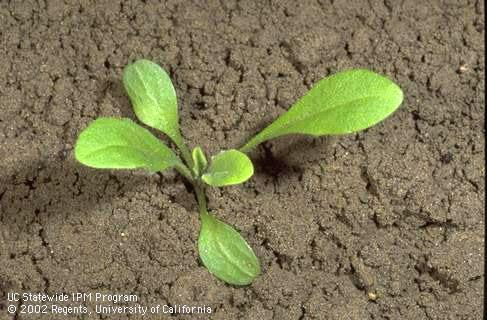 UC Statewide IPM Program
© 2002 Regents, University of California